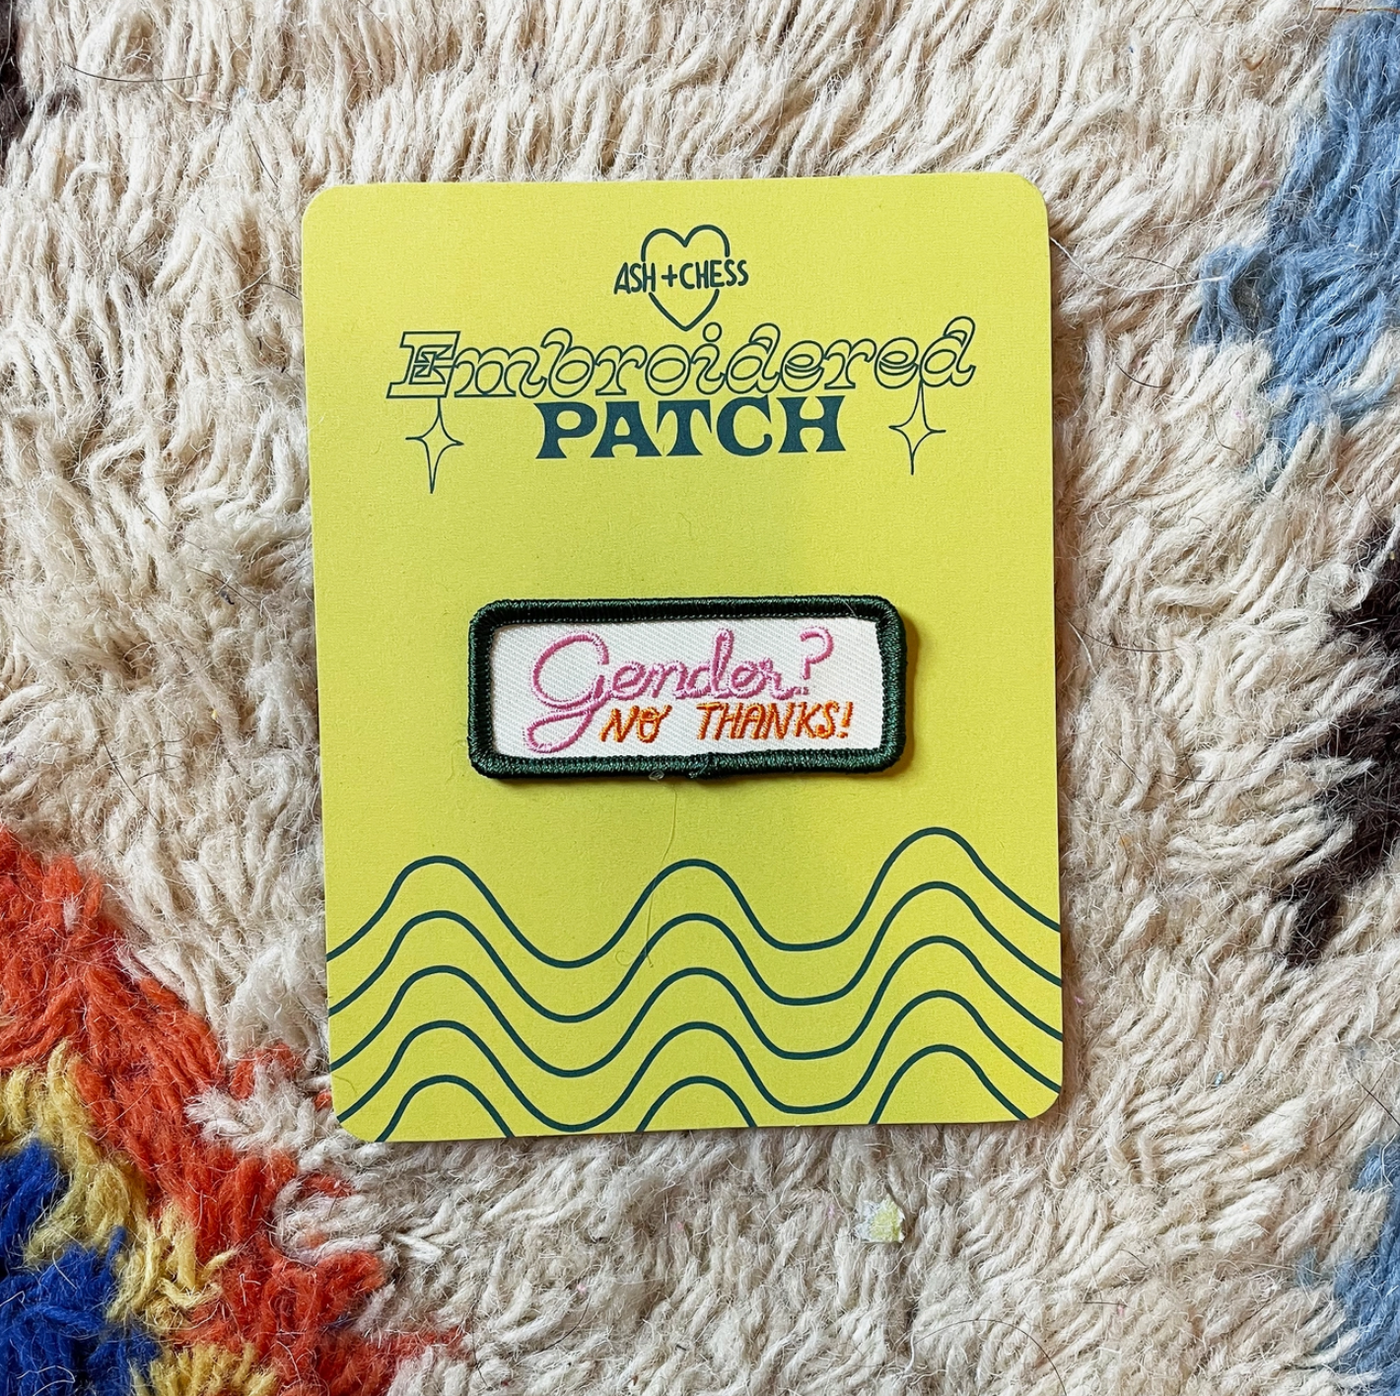 ASH + CHESS
Embroidered
PATCH
Gender?
NO THANKS!